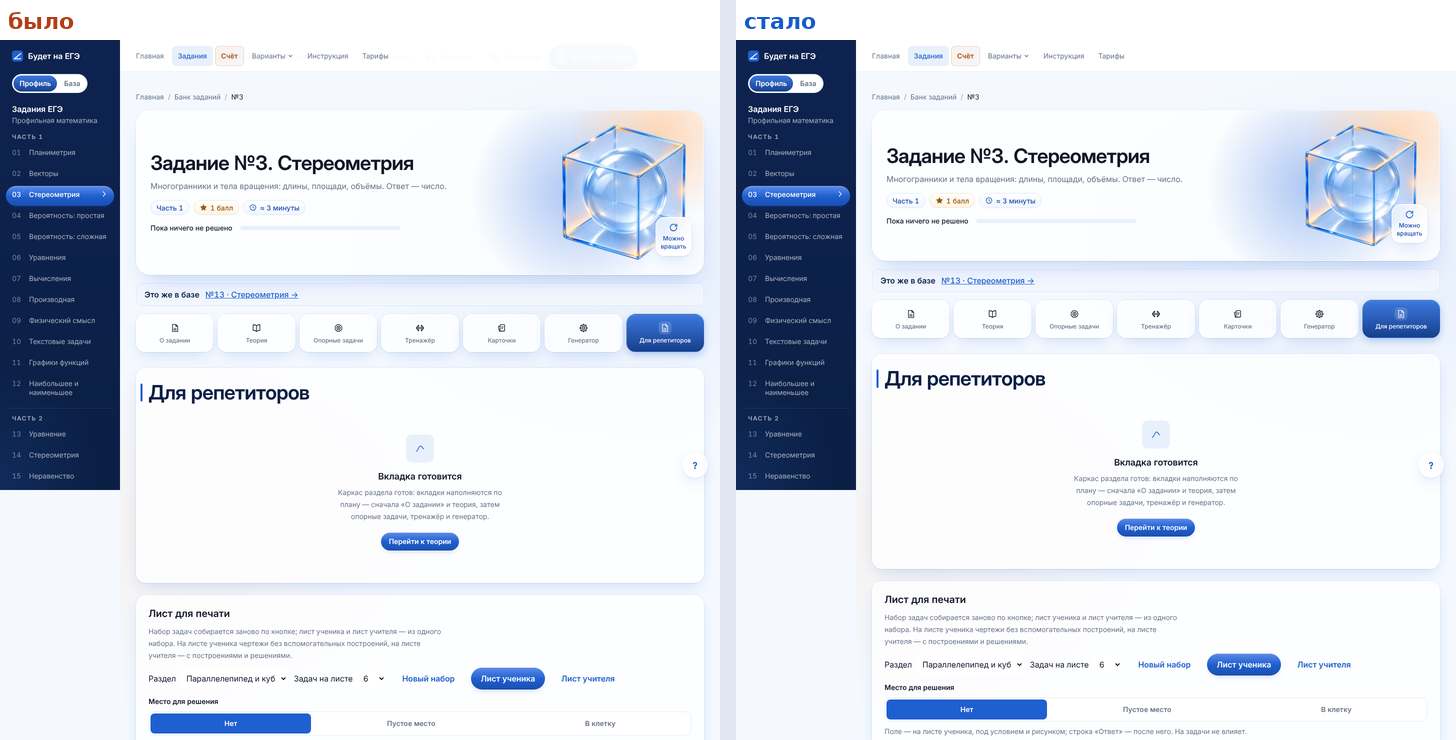 было
Будет на ЕГЭ
Профиль База
Задания ЕГЭ
Профильная математика
ЧАСТЬ 1
01 Планиметрия
02 Векторы
03 Стереометрия
04 Вероятность: простая
05 Вероятность: сложная
06 Уравнения
07 Вычисления
08 Производная
09 Физический смысл
10 Текстовые задачи
11 Графики функций
12 Наибольшее и
наименьшее
ЧАСТЬ 2
13 Уравнение
14 Стереометрия
15 Неравенство
Главная Задания Счёт Варианты Инструкция Тарифы
Главная / Банк заданий / №3
Задание №3. Стереометрия
Многогранники и тела вращения: длины, площади, объёмы. Ответ — число.
Часть 1 1 балл ≈ 3 минуты
Пока ничего не решено
Можно
вращать
Это же в базе №13 · Стереометрия →
О задании Теория Опорные задачи Тренажёр Карточки Генератор Для репетиторов
Для репетиторов
Вкладка готовится
Каркас раздела готов: вкладки наполняются по
плану — сначала «О задании» и теория, затем
опорные задачи, тренажёр и генератор.
Перейти к теории
?
Лист для печати
Набор задач собирается заново по кнопке; лист ученика и лист учителя — из одного
набора. На листе ученика чертежи без вспомогательных построений, на листе
учителя — с построениями и решениями.
Раздел Параллелепипед и куб Задач на листе 6 Новый набор Лист ученика Лист учителя
Место для решения
Нет Пустое место В клетку
стало
Будет на ЕГЭ
Профиль База
Задания ЕГЭ
Профильная математика
ЧАСТЬ 1
01 Планиметрия
02 Векторы
03 Стереометрия
04 Вероятность: простая
05 Вероятность: сложная
06 Уравнения
07 Вычисления
08 Производная
09 Физический смысл
10 Текстовые задачи
11 Графики функций
12 Наибольшее и
наименьшее
ЧАСТЬ 2
13 Уравнение
14 Стереометрия
15 Неравенство
Главная Задания Счёт Варианты Инструкция Тарифы
Главная / Банк заданий / №3
Задание №3. Стереометрия
Многогранники и тела вращения: длины, площади, объёмы. Ответ — число.
Часть 1 1 балл ≈ 3 минуты
Пока ничего не решено
Можно
вращать
Это же в базе №13 · Стереометрия →
О задании Теория Опорные задачи Тренажёр Карточки Генератор Для репетиторов
Для репетиторов
Вкладка готовится
Каркас раздела готов: вкладки наполняются по
плану — сначала «О задании» и теория, затем
опорные задачи, тренажёр и генератор.
Перейти к теории
?
Лист для печати
Набор задач собирается заново по кнопке; лист ученика и лист учителя — из одного
набора. На листе ученика чертежи без вспомогательных построений, на листе
учителя — с построениями и решениями.
Раздел Параллелепипед и куб Задач на листе 6 Новый набор Лист ученика Лист учителя
Место для решения
Нет Пустое место В клетку
Поле — на листе ученика, под условием и рисунком; строка «Ответ» — после него. На задачи не влияет.